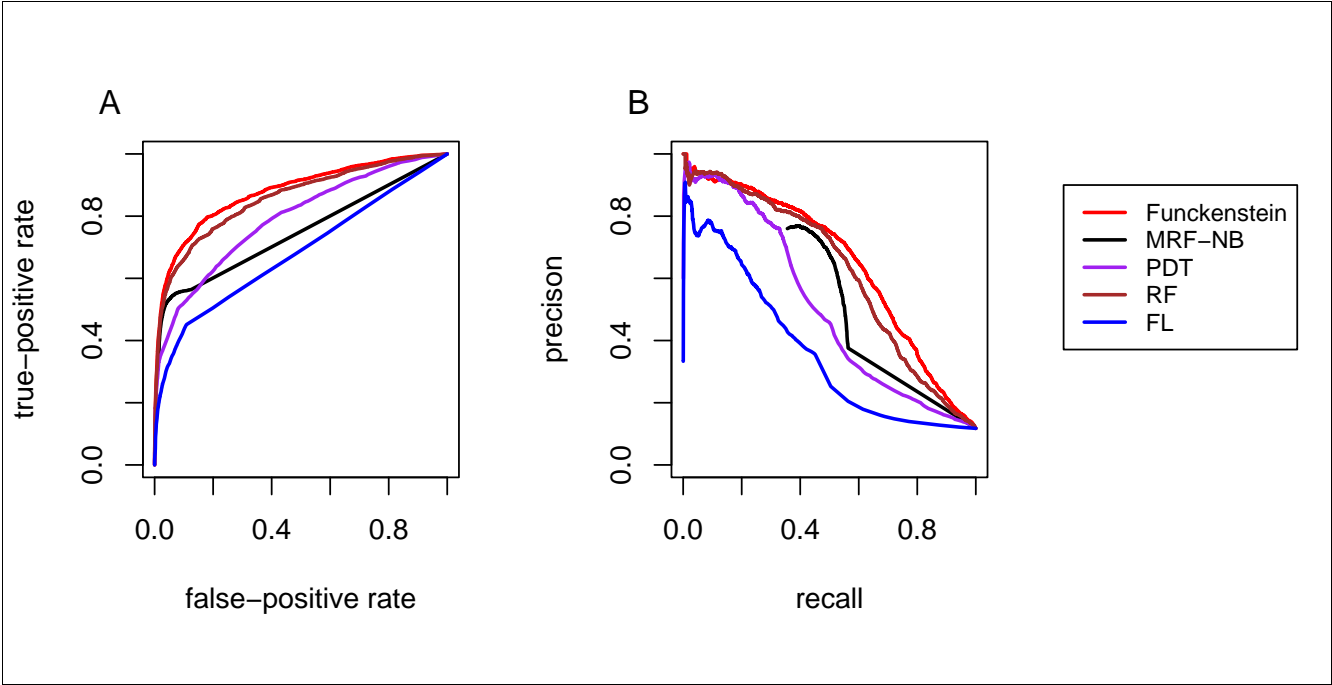 A
B
true−positive rate
0.0
0.4
0.8
0.0
0.4
0.8
false−positive rate
precison
0.0
0.4
0.8
0.0
0.4
0.8
recall
Funckenstein
MRF−NB
PDT
RF
FL